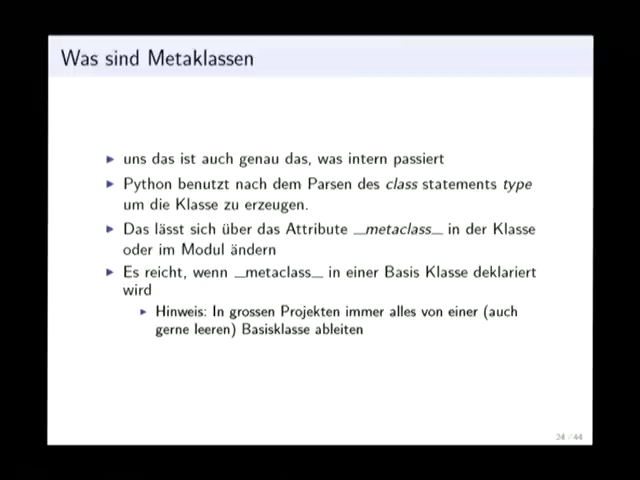 Was sind Metaklassen
▶ uns das ist auch genau das, was intern passiert
▶ Python benutzt nach dem Parsen des class statements type
um die Klasse zu erzeugen.
▶ Das lässt sich über das Attribute __metaclass__ in der Klasse
oder im Modul ändern
▶ Es reicht, wenn __metaclass__ in einer Basis Klasse deklariert
wird
▶ Hinweis: In grossen Projekten immer alles von einer (auch
gerne leeren) Basisklasse ableiten
24 / 44